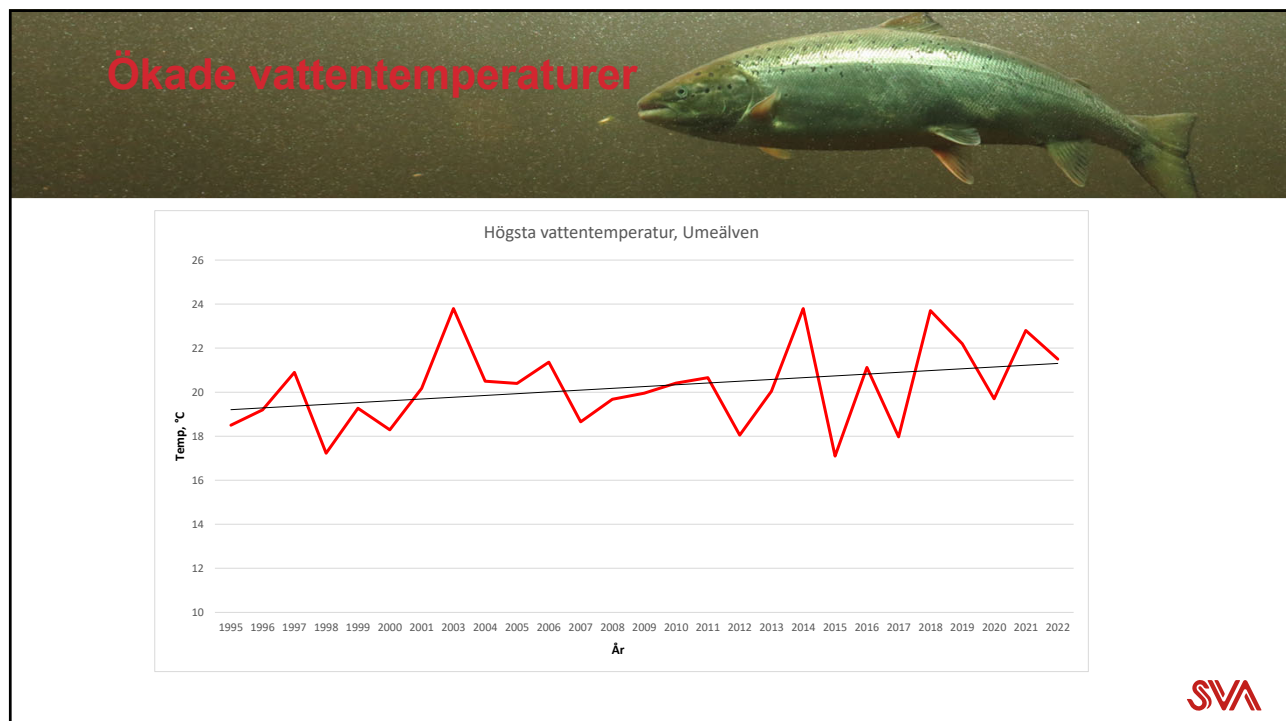 Ökade vattentemperaturer
Högsta vattentemperatur, Umeälven
26
24
22
20
18
16
14
12
10
Temp, °C
1995 1996 1997 1998 1999 2000 2001 2003 2004 2005 2006 2007 2008 2009 2010 2011 2012 2013 2014 2015 2016 2017 2018 2019 2020 2021 2022
År
SVA